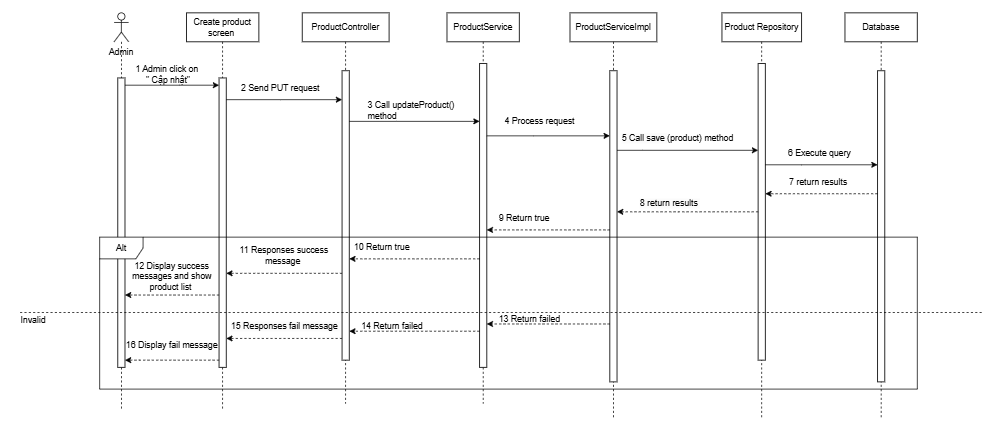 Create product
screen
ProductController
ProductService
ProductServiceImpl
Product Repository
Database
Admin
1 Admin click on
" Cập nhật"
2 Send PUT request
3 Call updateProduct()
method
4 Process request
5 Call save (product) method
6 Execute query
7 return results
8 return results
9 Return true
Alt
10 Return true
11 Responses success
message
12 Display success
messages and show
product list
Invalid
13 Return failed
14 Return failed
15 Responses fail message
16 Display fail message